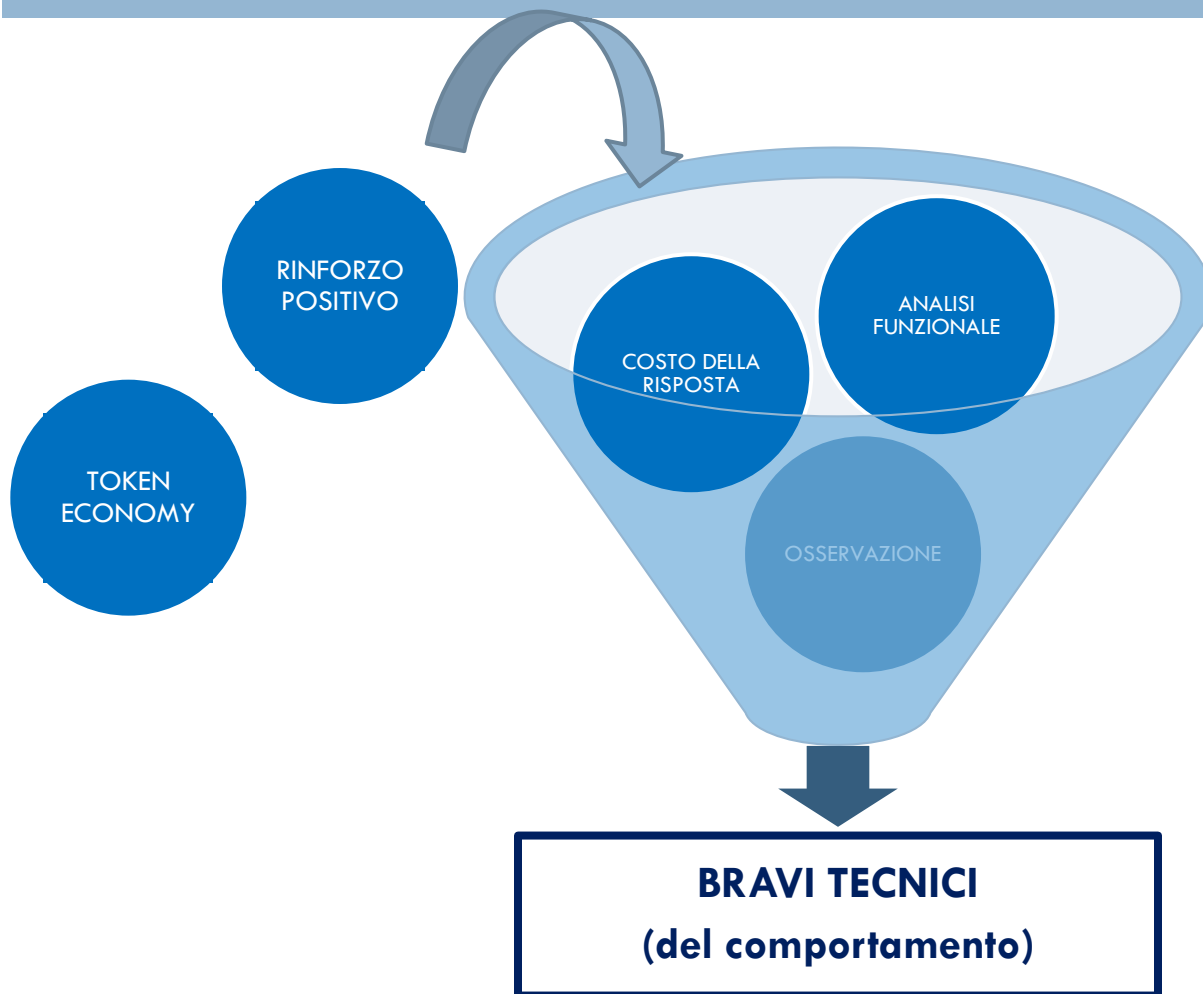 RINFORZO
POSITIVO
ANALISI
FUNZIONALE
COSTO DELLA
RISPOSTA
TOKEN
ECONOMY
OSSERVAZIONE
BRAVI TECNICI
(del comportamento)